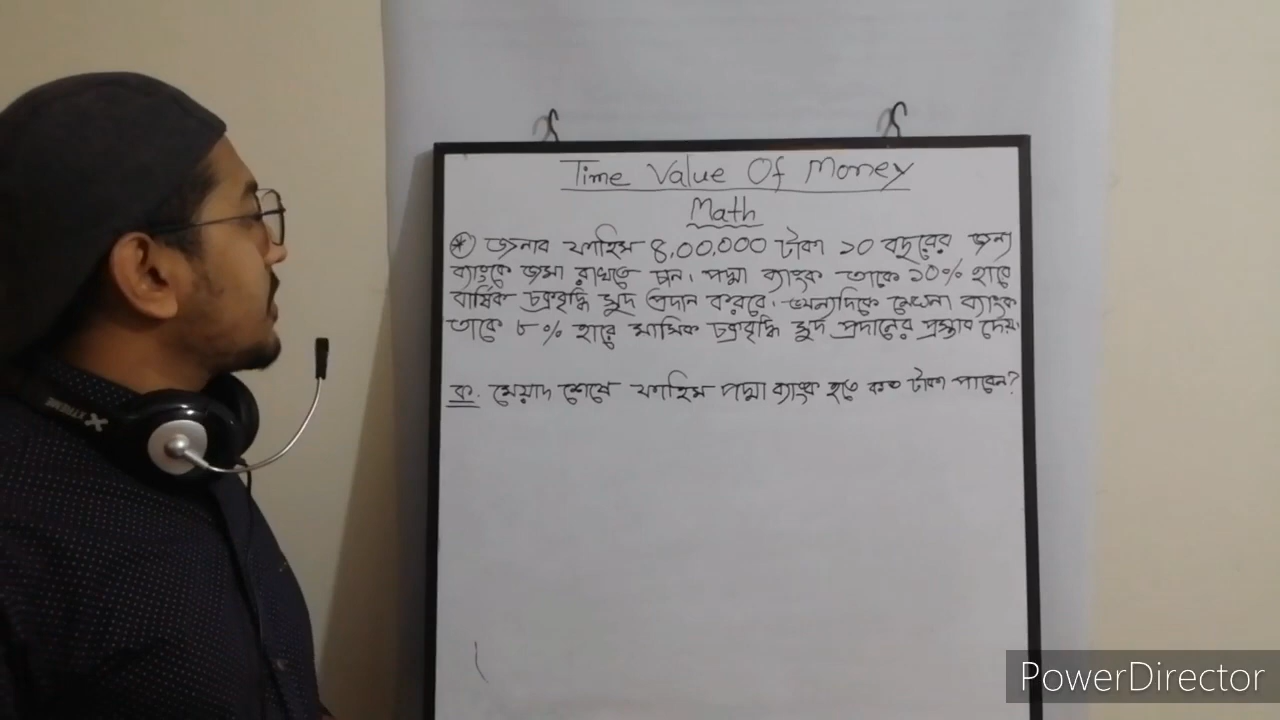 Time Value Of Money
Math
* জনাব ফাহিম ৪,০০,০০০ টাকা ১০ বছরের জন্য
ব্যাংকে জমা রাখতে চান। পদ্মা ব্যাংক তাকে ১০% হারে
বার্ষিক চক্রবৃদ্ধি সুদ প্রদান করবে। অন্যদিকে মেঘনা ব্যাংক
তাকে ৮% হারে মাসিক চক্রবৃদ্ধি সুদ প্রদানের প্রস্তাব দেয়।
ক. মেয়াদ শেষে ফাহিম পদ্মা ব্যাংক হতে কত টাকা পাবেন?
XTREME
PowerDirector